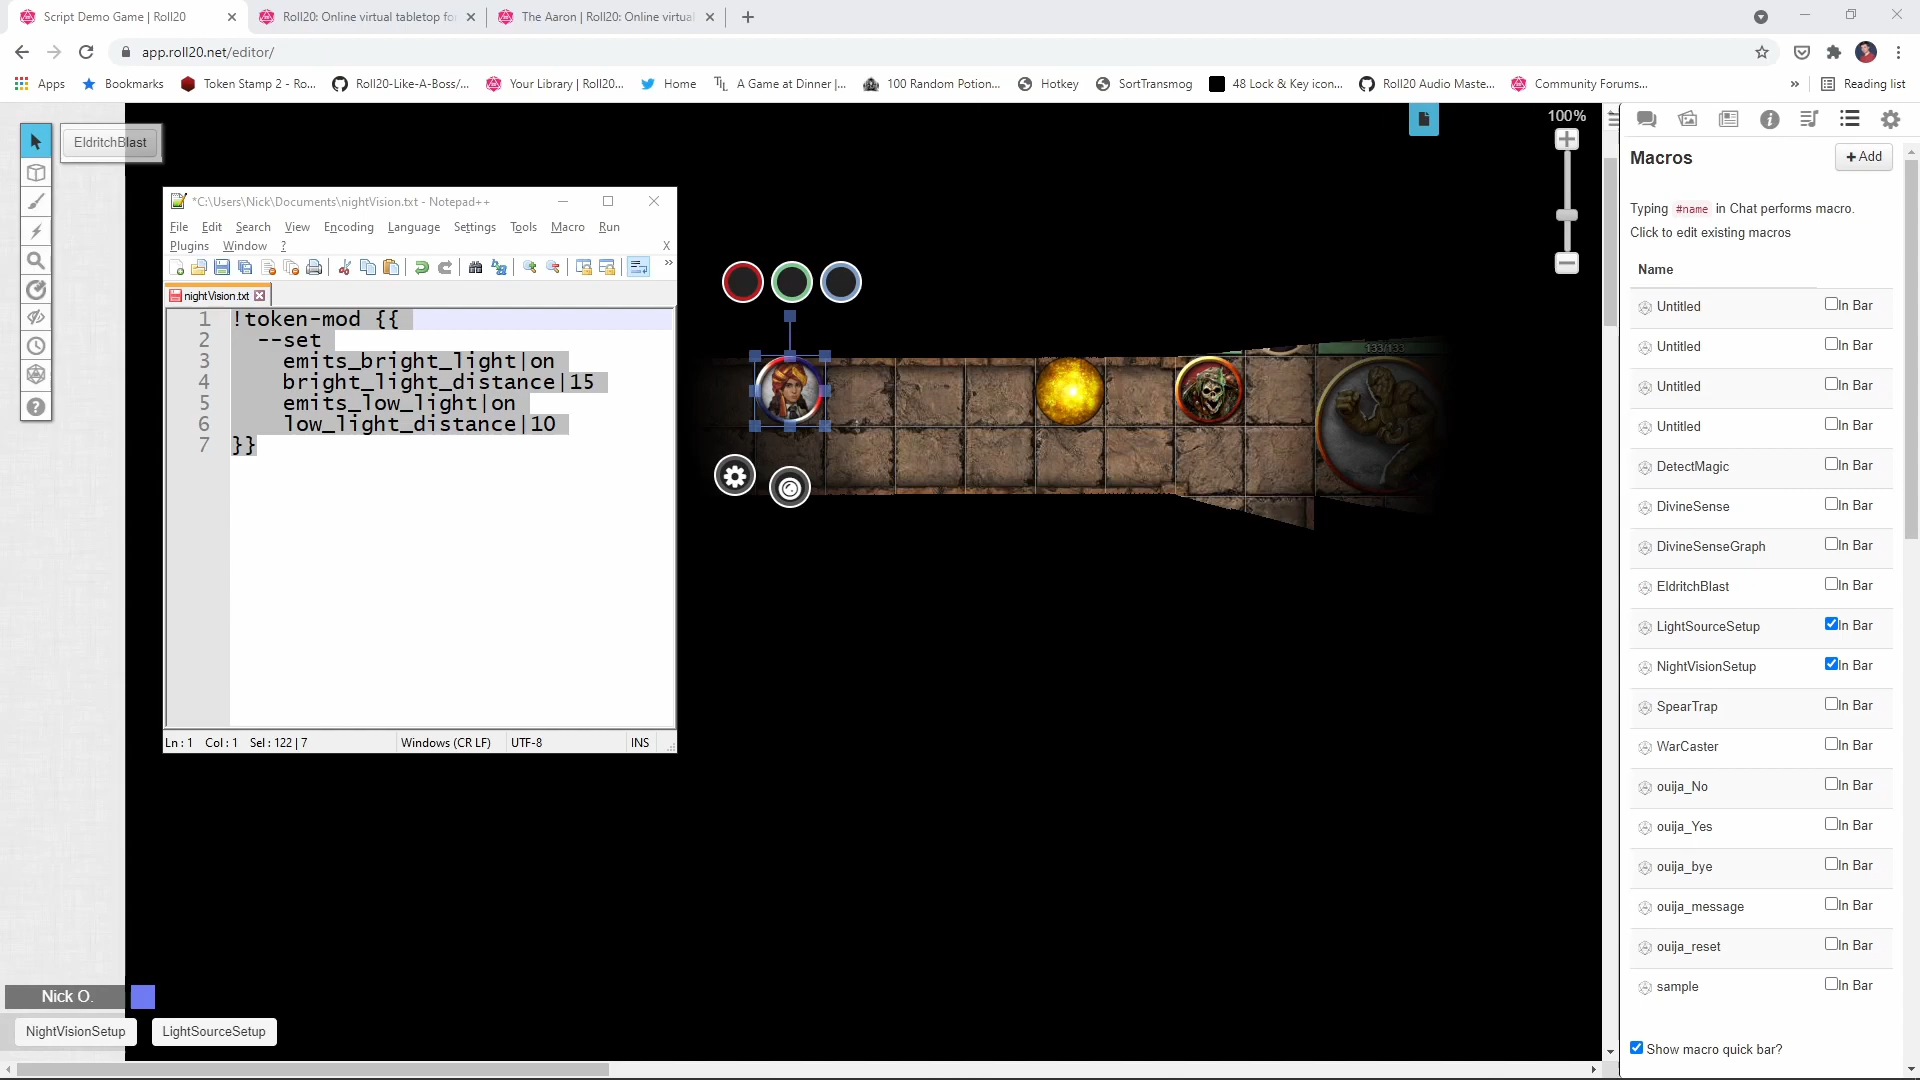 Script Demo Game | Roll20
Roll20: Online virtual tabletop fo
The Aaron | Roll20: Online virtua
app.roll20.net/editor/
Apps
Bookmarks
Token Stamp 2 - Ro...
Roll20-Like-A-Boss/...
Your Library | Roll20...
Home
A Game at Dinner |...
100 Random Potion...
Hotkey
SortTransmog
48 Lock & Key icon...
Roll20 Audio Maste...
Community Forums...
»
Reading list
EldritchBlast
*C:\Users\Nick\Documents\nightVision.txt - Notepad++
File Edit Search View Encoding Language Settings Tools Macro Run
Plugins Window ? X
nightVision.txt
1 !token-mod {{
2 --set
3 emits_bright_light|on
4 bright_light_distance|15
5 emits_low_light|on
6 low_light_distance|10
7 }}
Ln : 1 Col : 1 Sel : 122 | 7
Windows (CR LF)
UTF-8
INS
133/133
100%
Macros
+ Add
Typing #name in Chat performs macro.
Click to edit existing macros
Name
Untitled In Bar
Untitled In Bar
Untitled In Bar
Untitled In Bar
DetectMagic In Bar
DivineSense In Bar
DivineSenseGraph In Bar
EldritchBlast In Bar
LightSourceSetup In Bar
NightVisionSetup In Bar
SpearTrap In Bar
WarCaster In Bar
ouija_No In Bar
ouija_Yes In Bar
ouija_bye In Bar
ouija_message In Bar
ouija_reset In Bar
sample In Bar
Show macro quick bar?
Nick O.
NightVisionSetup
LightSourceSetup